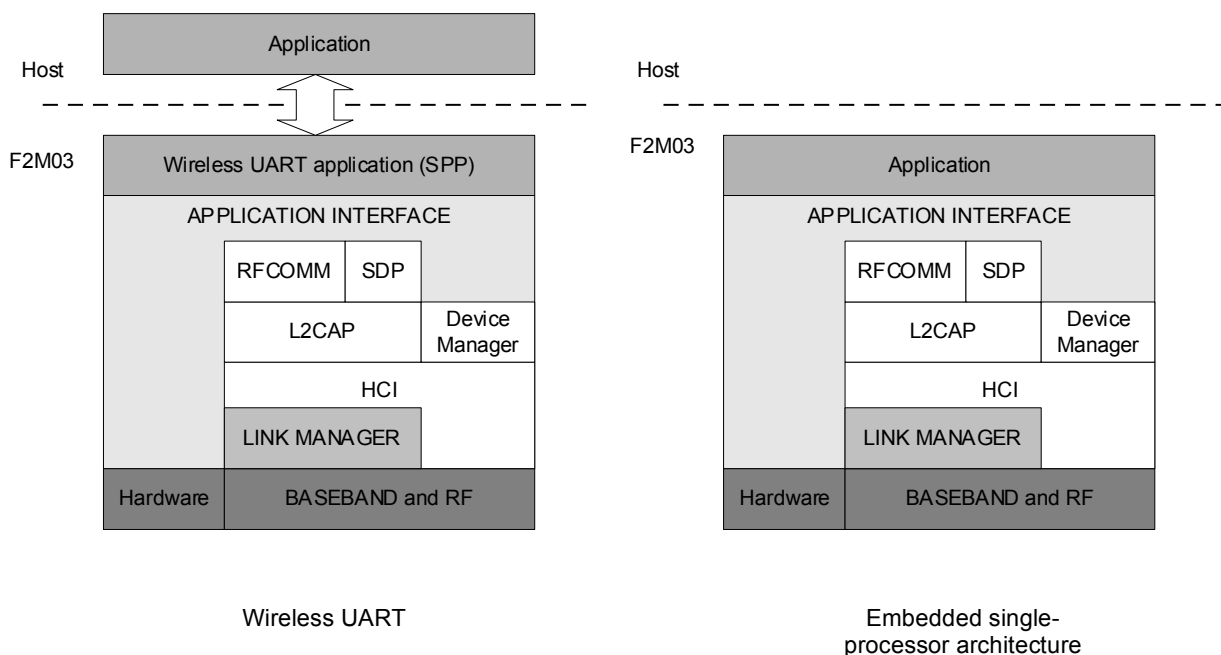 Application
Host
F2M03
Wireless UART application (SPP)
APPLICATION INTERFACE
RFCOMM
SDP
L2CAP
Device
Manager
HCI
LINK MANAGER
Hardware
BASEBAND and RF
Wireless UART
Host
F2M03
Application
APPLICATION INTERFACE
RFCOMM
SDP
L2CAP
Device
Manager
HCI
LINK MANAGER
Hardware
BASEBAND and RF
Embedded single-
processor architecture